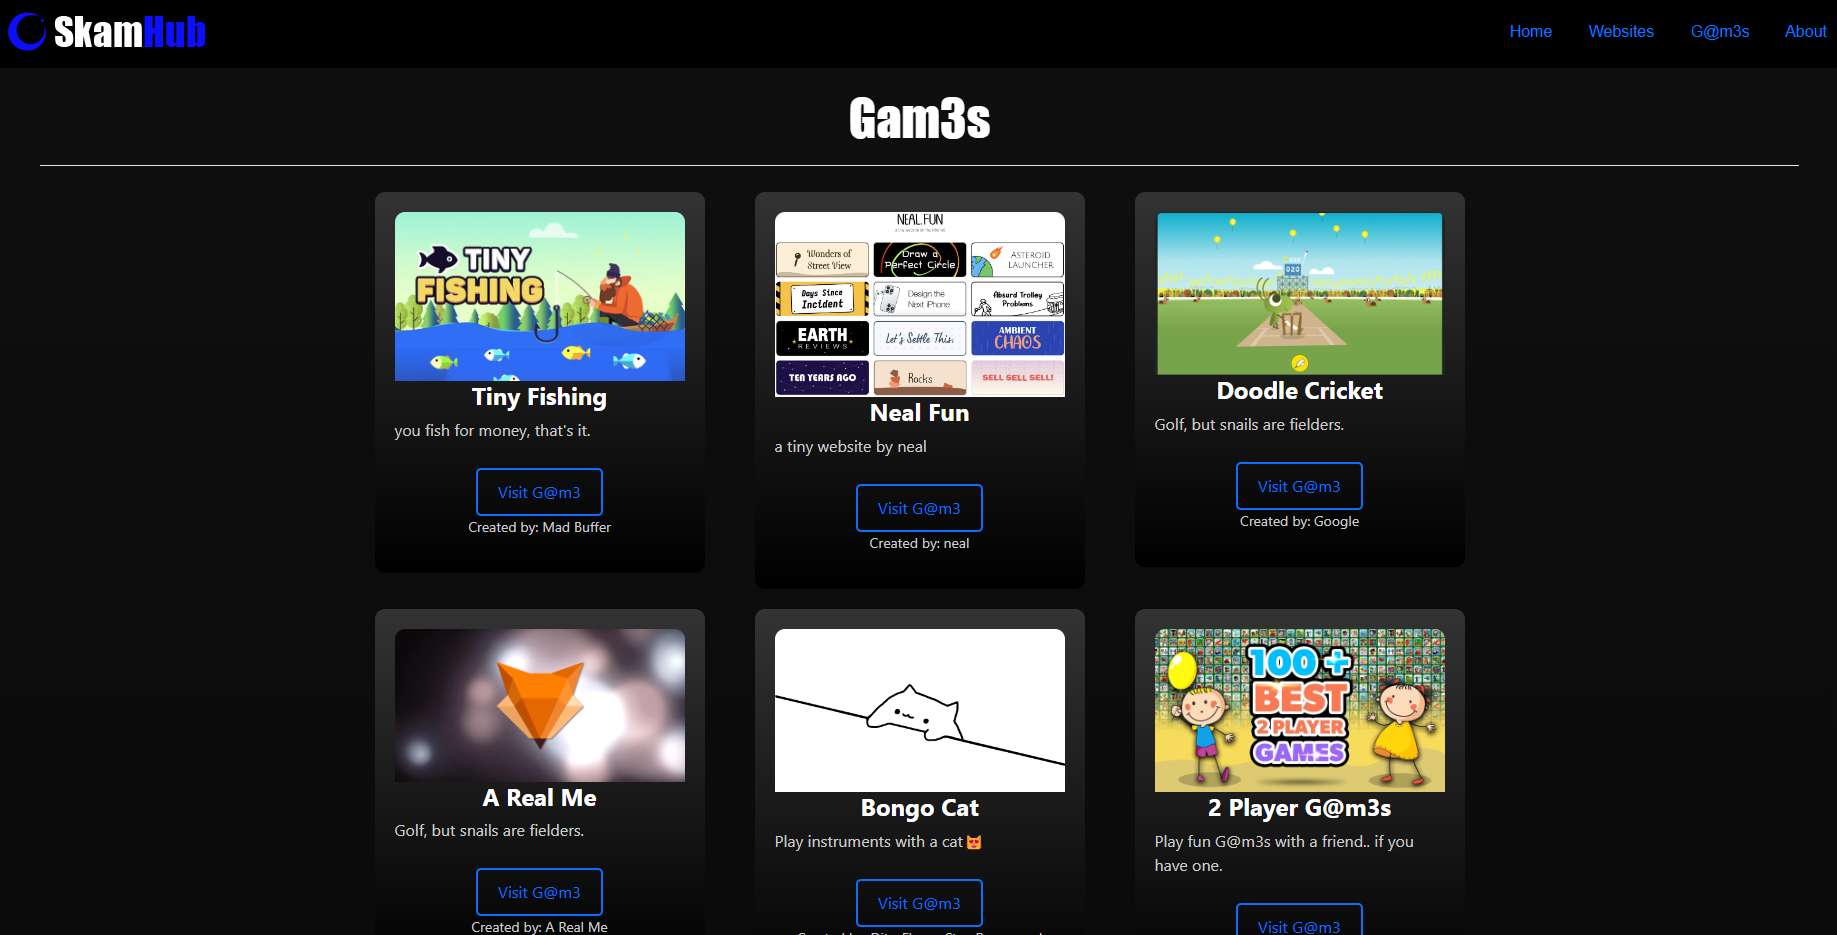 SkamHub
Home Websites G@m3s About
Gam3s
TINY
FISHING
Tiny Fishing
you fish for money, that's it.
Visit G@m3
Created by: Mad Buffer
NEAL.FUN
Wonders of
Street View
Draw a
Perfect Circle
ASTEROID
LAUNCHER
Days Since
Incident
Design the
Next iPhone
Absurd Trolley
Problems
EARTH
REVIEWS
Let's Settle This.
AMBIENT
CHAOS
TEN YEARS AGO
Rocks
SELL SELL SELL!
Neal Fun
a tiny website by neal
Visit G@m3
Created by: neal
020
Doodle Cricket
Golf, but snails are fielders.
Visit G@m3
Created by: Google
A Real Me
Golf, but snails are fielders.
Visit G@m3
Created by: A Real Me
Bongo Cat
Play instruments with a cat😻
Visit G@m3
100+
BEST
2 PLAYER
GAMES
2 Player G@m3s
Play fun G@m3s with a friend.. if you
have one.
Visit G@m3